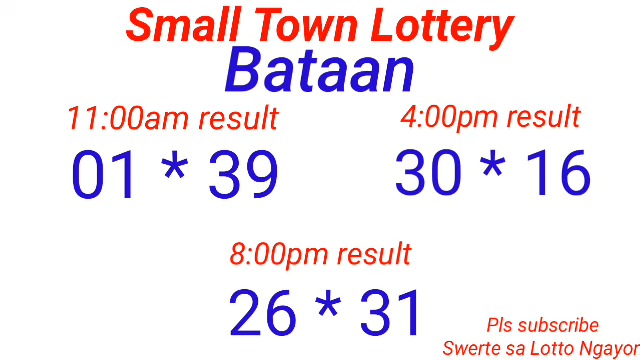 Small Town Lottery
Bataan
11:00am result
01 * 39
4:00pm result
30 * 16
8:00pm result
26 * 31
Pls subscribe
Swerte sa Lotto Ngayon